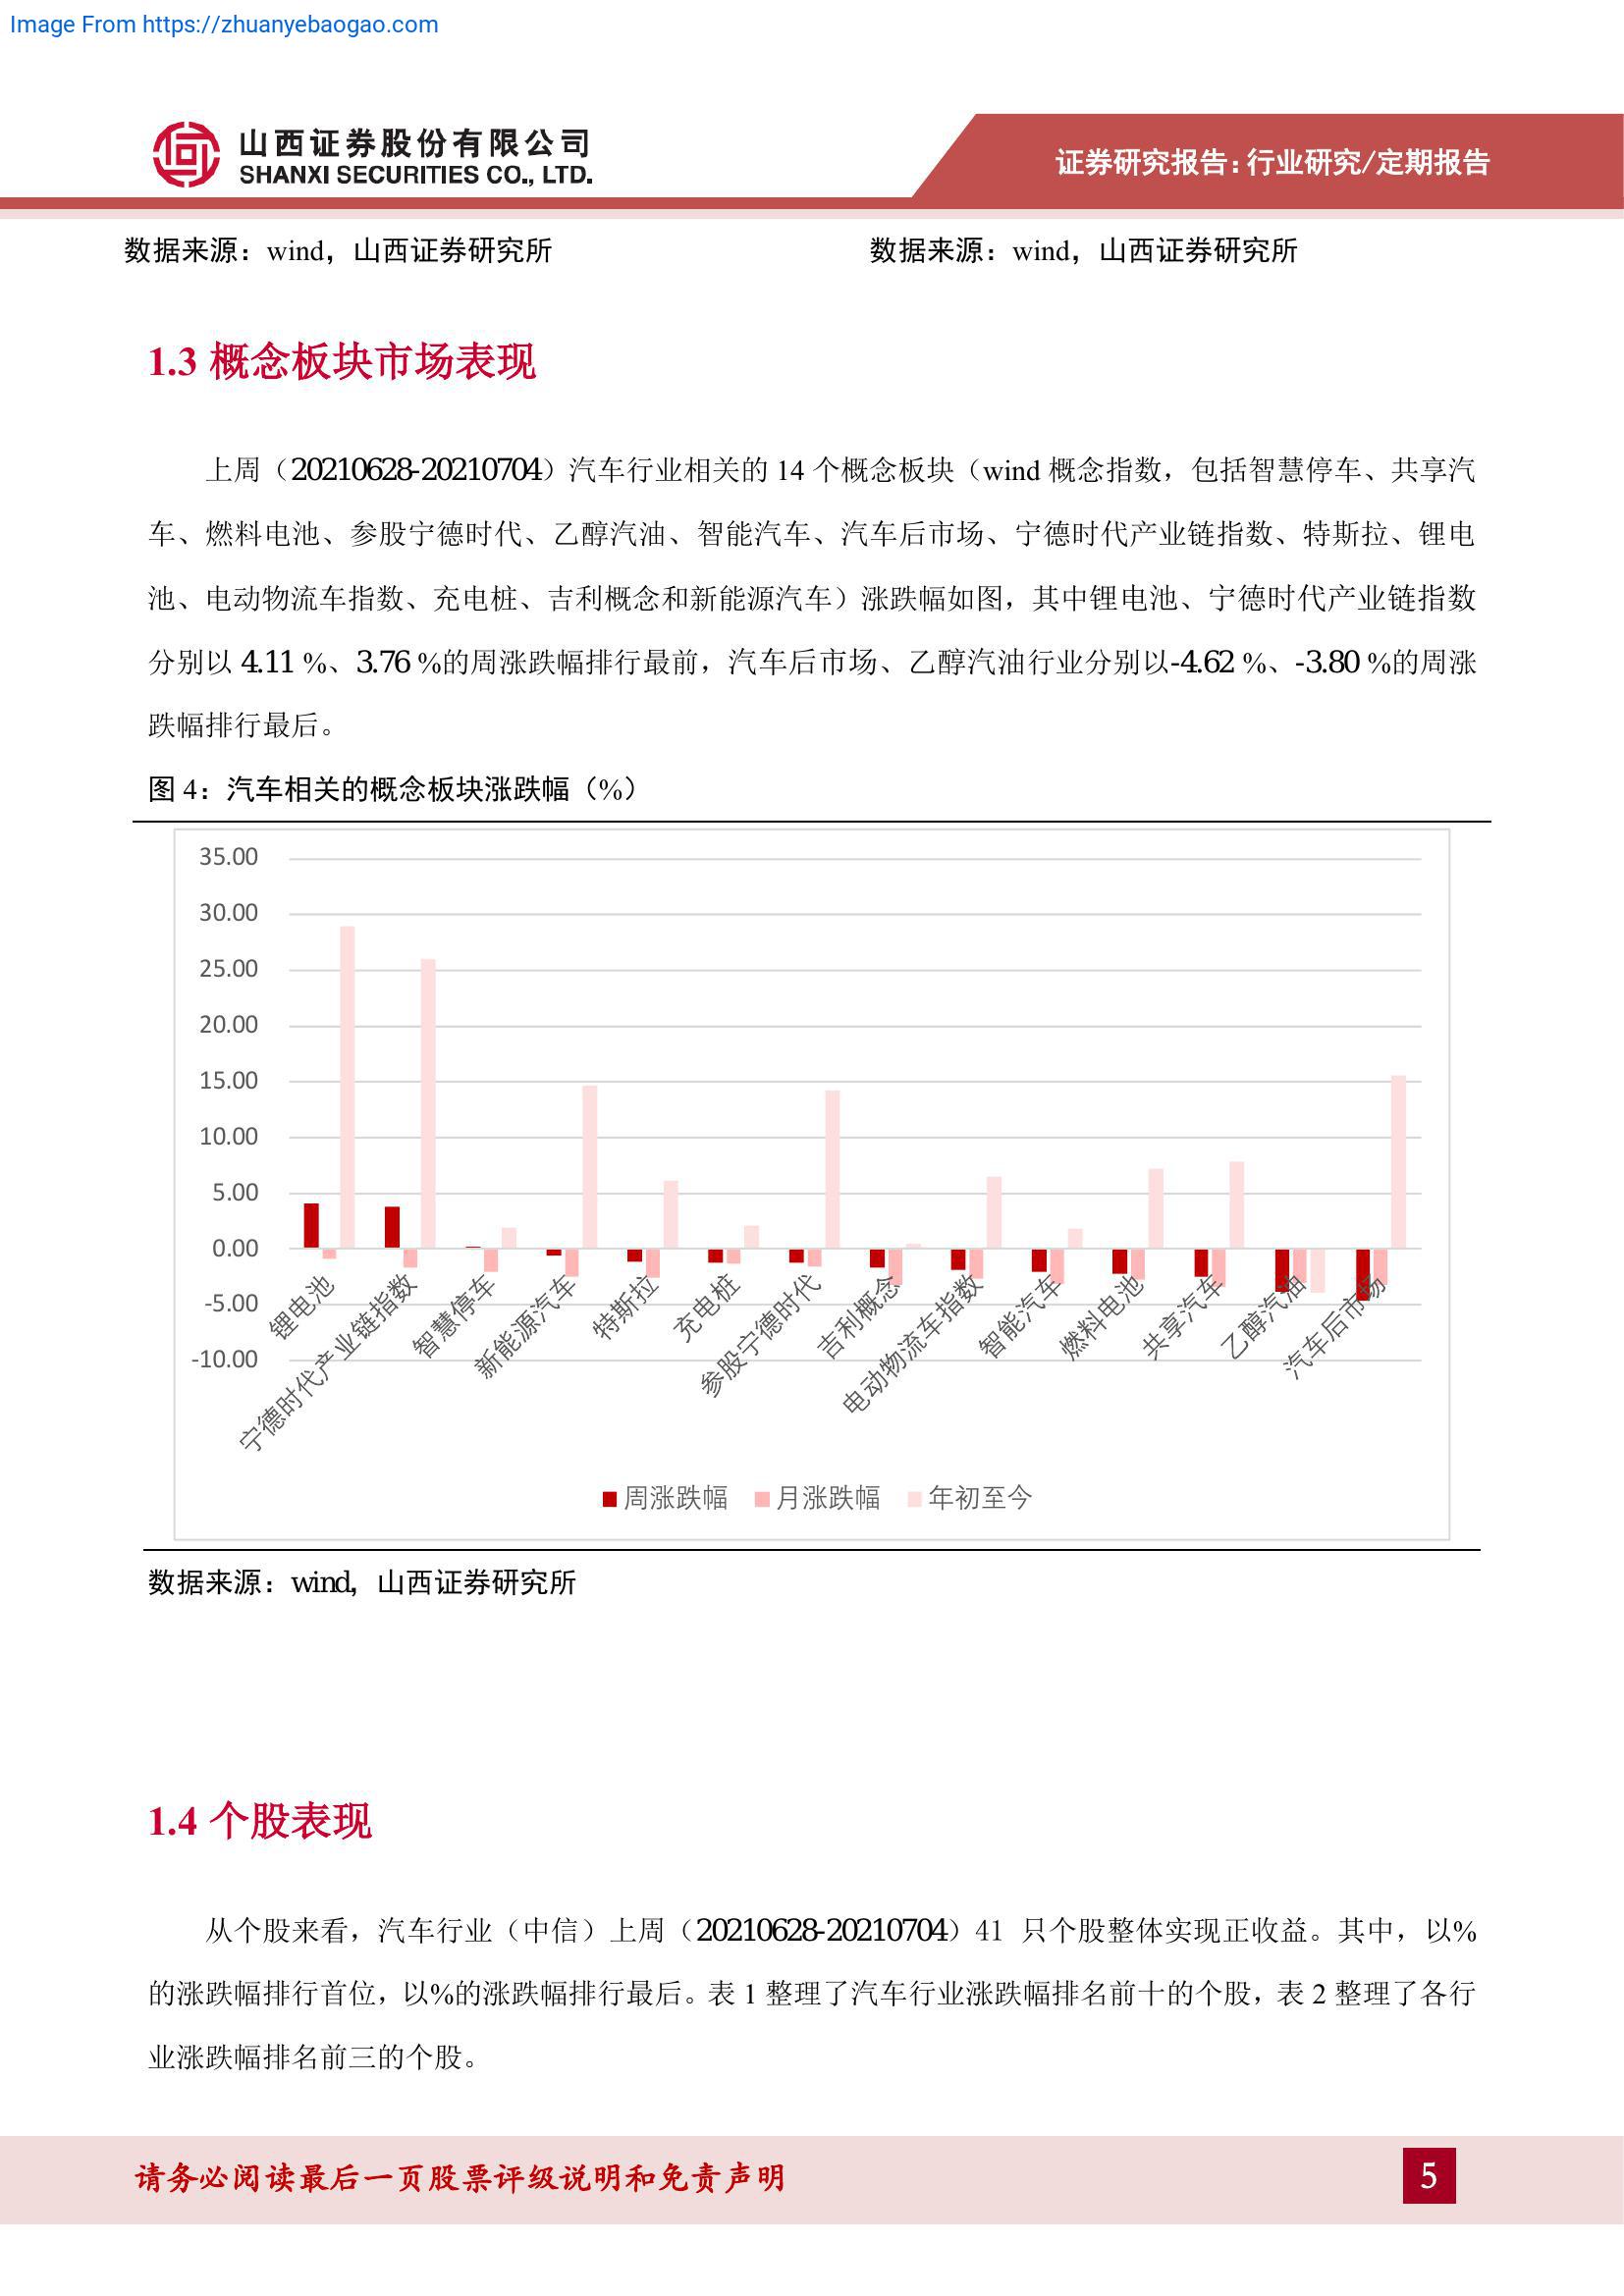 Image From https://zhuanyebaogao.com
山西证券股份有限公司
SHANXI SECURITIES CO., LTD.
证券研究报告：行业研究/定期报告
数据来源：wind，山西证券研究所
数据来源：wind，山西证券研究所
1.3 概念板块市场表现
上周（20210628-20210704）汽车行业相关的 14 个概念板块（wind 概念指数，包括智慧停车、共享汽
车、燃料电池、参股宁德时代、乙醇汽油、智能汽车、汽车后市场、宁德时代产业链指数、特斯拉、锂电
池、电动物流车指数、充电桩、吉利概念和新能源汽车）涨跌幅如图，其中锂电池、宁德时代产业链指数
分别以 4.11 %、3.76 %的周涨跌幅排行最前，汽车后市场、乙醇汽油行业分别以-4.62 %、-3.80 %的周涨
跌幅排行最后。
图 4：汽车相关的概念板块涨跌幅（%）
35.00
30.00
25.00
20.00
15.00
10.00
5.00
0.00
-5.00
-10.00
锂电池
宁德时代产业链指数
智慧停车
新能源汽车
特斯拉
充电桩
参股宁德时代
吉利概念
电动物流车指数
智能汽车
燃料电池
共享汽车
乙醇汽油
汽车后市场
周涨跌幅 月涨跌幅 年初至今
数据来源：wind，山西证券研究所
1.4 个股表现
从个股来看，汽车行业（中信）上周（20210628-20210704）41 只个股整体实现正收益。其中，以%
的涨跌幅排行首位，以%的涨跌幅排行最后。表 1 整理了汽车行业涨跌幅排名前十的个股，表 2 整理了各行
业涨跌幅排名前三的个股。
请务必阅读最后一页股票评级说明和免责声明
5